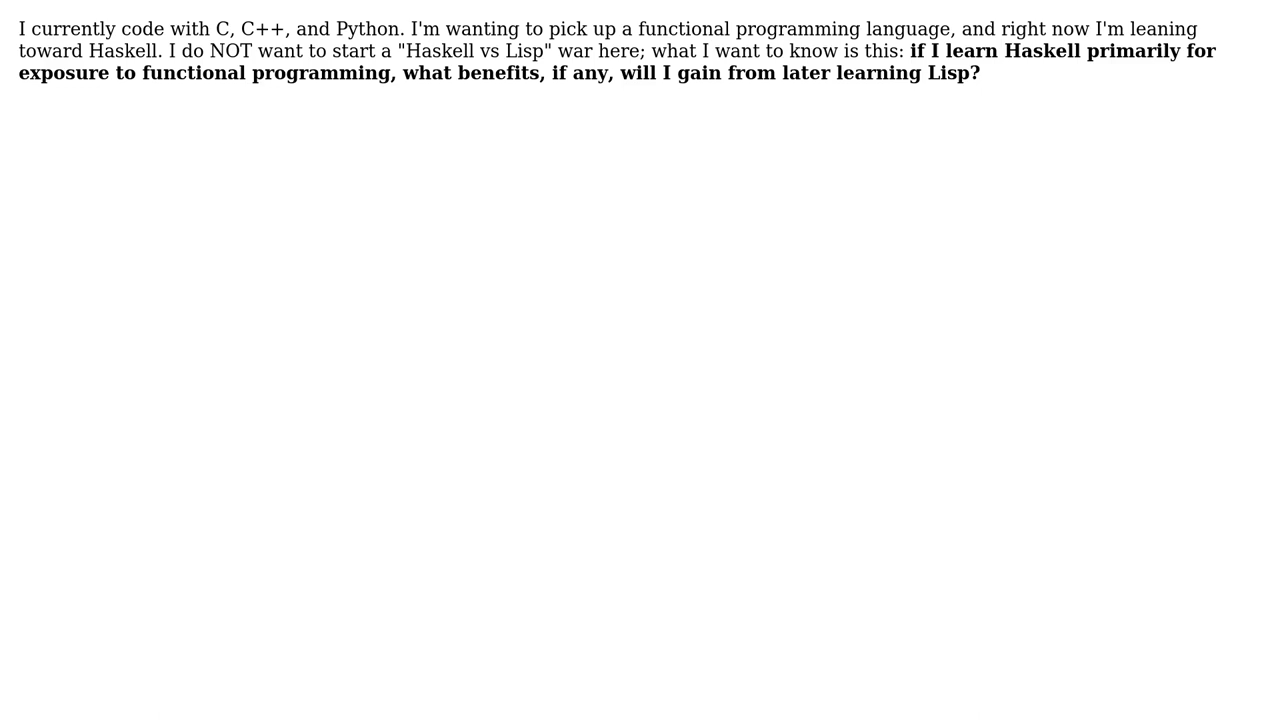 I currently code with C, C++, and Python. I'm wanting to pick up a functional programming language, and right now I'm leaning
toward Haskell. I do NOT want to start a "Haskell vs Lisp" war here; what I want to know is this: if I learn Haskell primarily for
exposure to functional programming, what benefits, if any, will I gain from later learning Lisp?